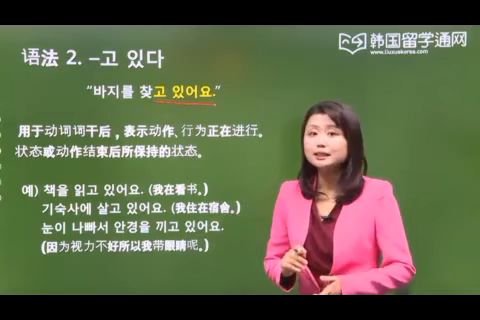 语法 2. –고 있다
韩国留学通网
www.liuxuekorea.com
“바지를 찾고 있어요.”
用于动词词干后，表示动作、行为正在进行。
状态或动作结束后所保持的状态。
예) 책을 읽고 있어요. (我在看书。)
기숙사에 살고 있어요. (我住在宿舍。)
눈이 나빠서 안경을 끼고 있어요.
(因为视力不好所以我带眼睛呢。)